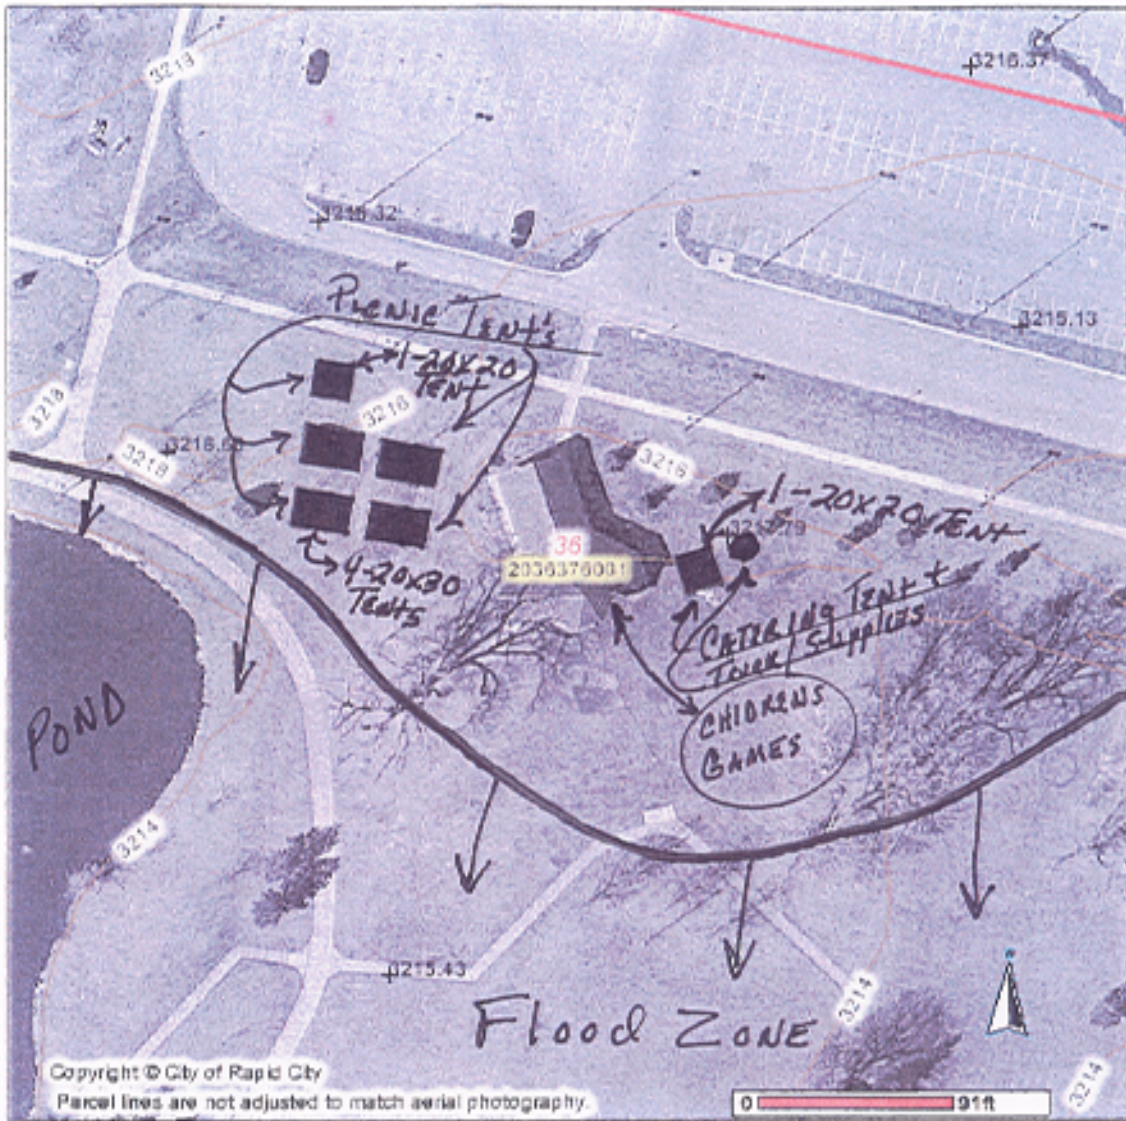 3216.37
3218
3216.32
3215.13
PICNIC TENT'S
1-20x20
TENT
3216
3218
3218
3218
1-20x20 TENT
36
2036376001
4-20x30
TENTS
CATERING TENT +
Supplies
CHIDRENS
GAMES
POND
3214
3215.43
3214
Flood ZONE
3214
Copyright © City of Rapid City
Parcel lines are not adjusted to match aerial photography.
0 91ft